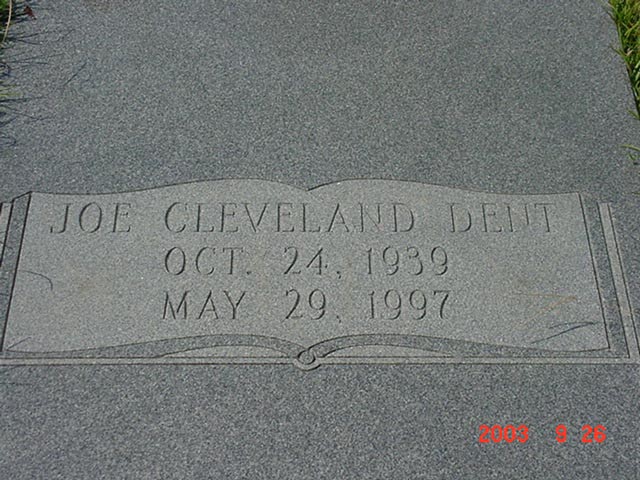 JOE CLEVELAND DENT
OCT. 24, 1939
MAY 29, 1997
2003 9 26